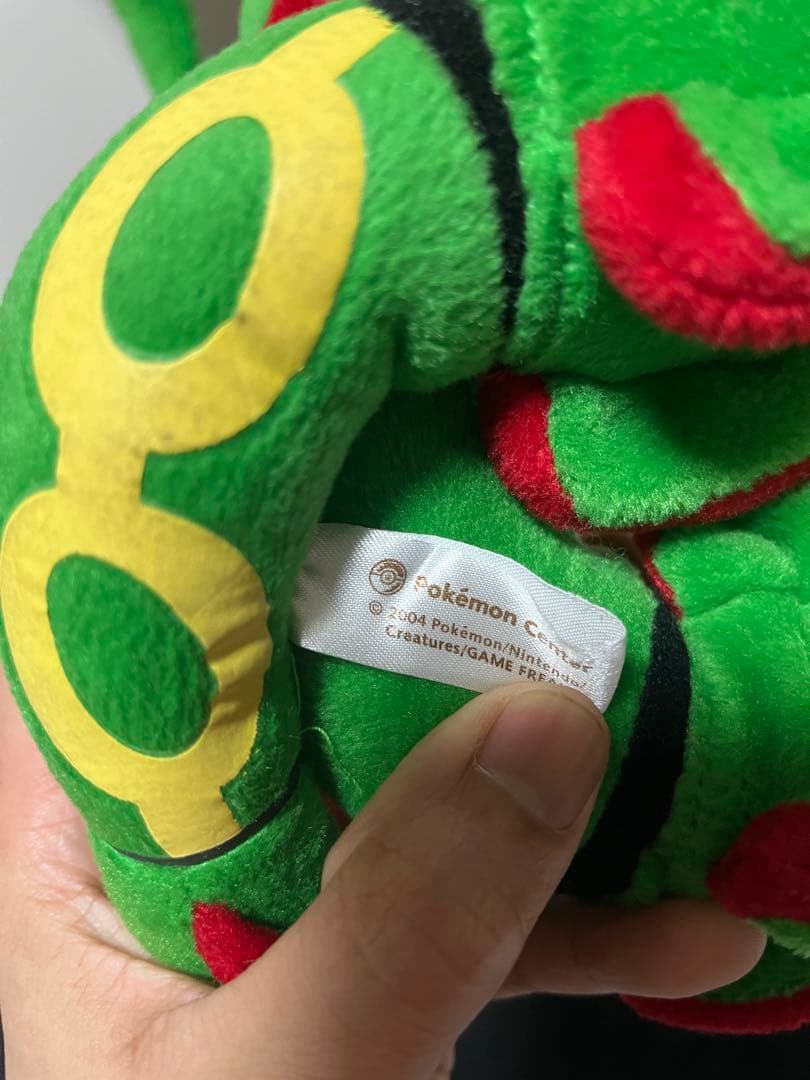 Pokémon Center
© 2004 Pokémon/Nintendo/
Creatures/GAME FREAK